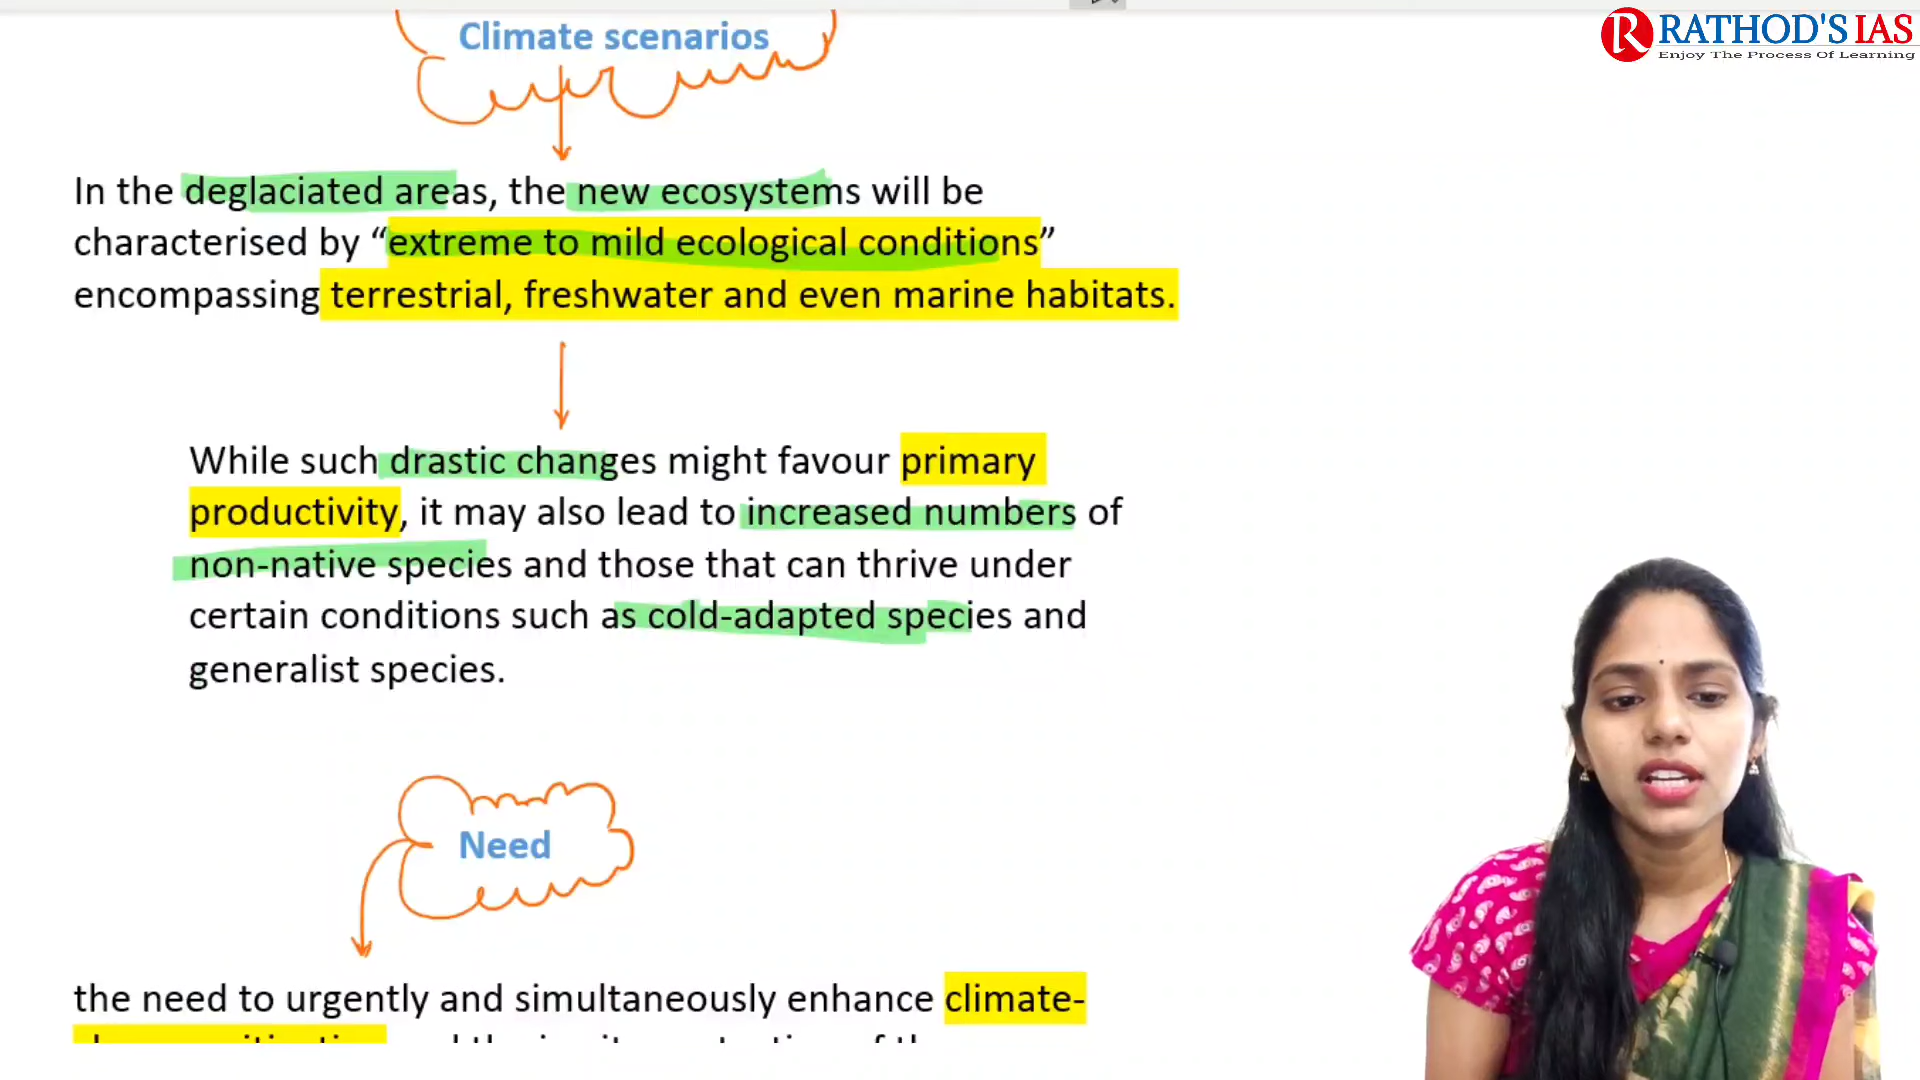 Climate scenarios
RATHOD'S IAS
Enjoy The Process Of Learning
In the deglaciated areas, the new ecosystems will be
characterised by “extreme to mild ecological conditions”
encompassing terrestrial, freshwater and even marine habitats.
While such drastic changes might favour primary
productivity, it may also lead to increased numbers of
non-native species and those that can thrive under
certain conditions such as cold-adapted species and
generalist species.
Need
the need to urgently and simultaneously enhance climate-